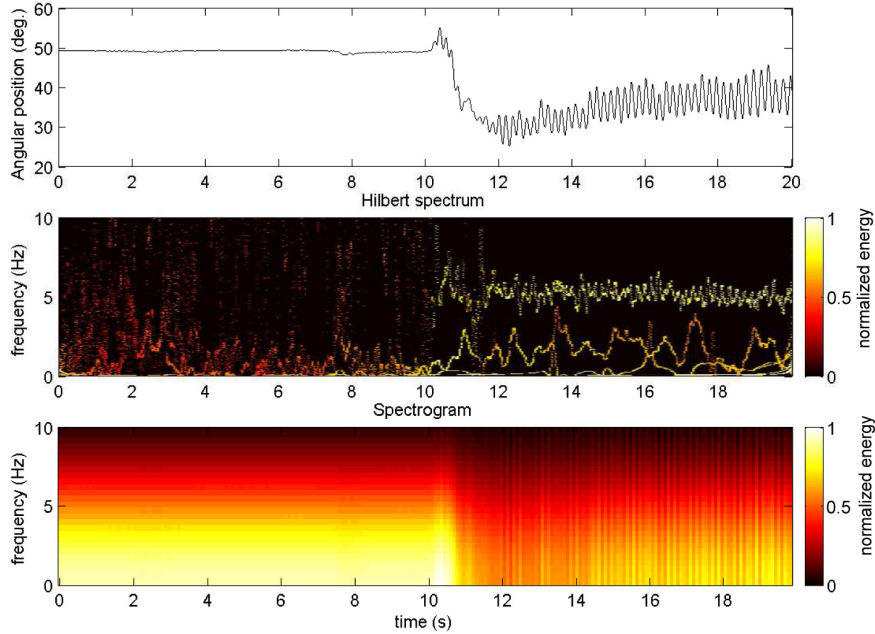 Angular position (deg.)
60
50
40
30
20
0 2 4 6 8 10 12 14 16 18 20
Hilbert spectrum
frequency (Hz)
10
5
0
1
0.5
0
normalized energy
0 2 4 6 8 10 12 14 16 18
Spectrogram
frequency (Hz)
10
5
0
1
0.5
0
normalized energy
0 2 4 6 8 10 12 14 16 18
time (s)